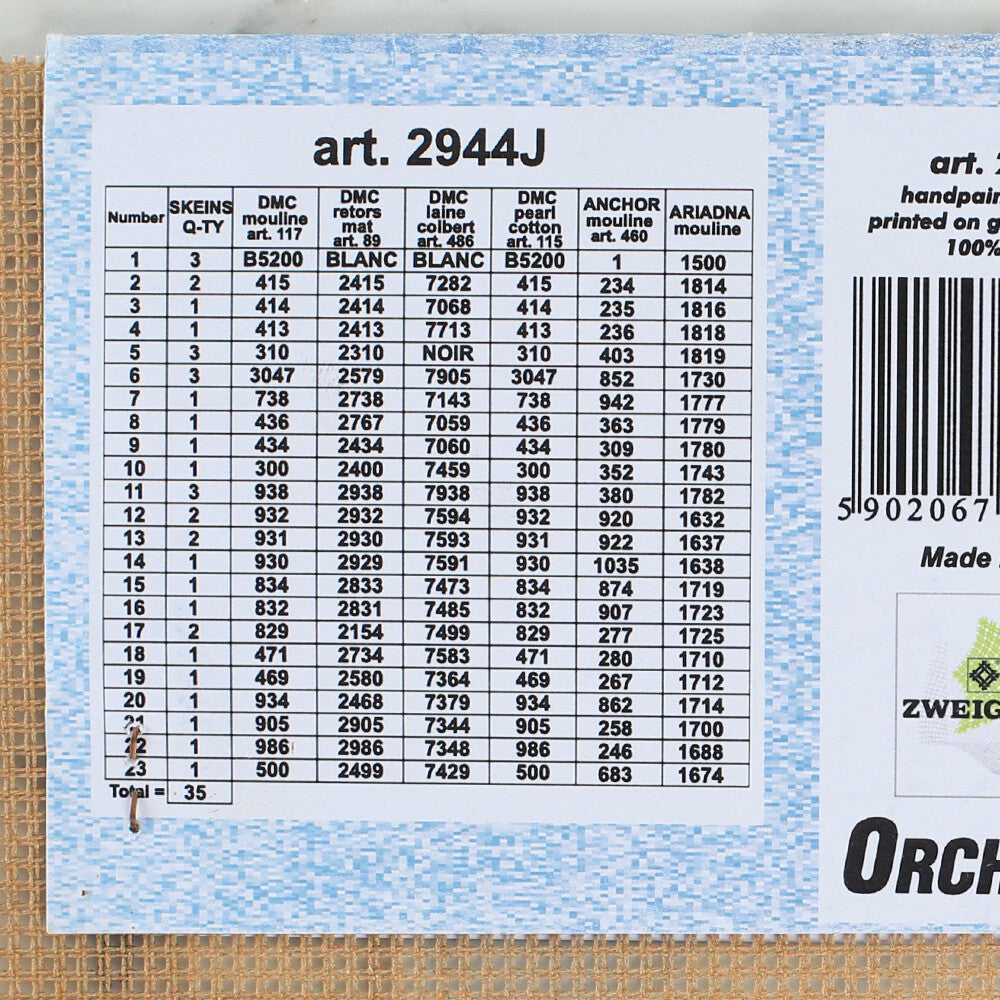 art. 2944J
Number SKEINS Q-TY DMC mouline art. 117 DMC retors mat art. 89 DMC laine colbert art. 486 DMC pearl cotton art. 115 ANCHOR mouline art. 460 ARIADNA mouline
1 3 B5200 BLANC BLANC B5200 1 1500
2 2 415 2415 7282 415 234 1814
3 1 414 2414 7068 414 235 1816
4 1 413 2413 7713 413 236 1818
5 3 310 2310 NOIR 310 403 1819
6 3 3047 2579 7905 3047 852 1730
7 1 738 2738 7143 738 942 1777
8 1 436 2767 7059 436 363 1779
9 1 434 2434 7060 434 309 1780
10 1 300 2400 7459 300 352 1743
11 3 938 2938 7938 938 380 1782
12 2 932 2932 7594 932 920 1632
13 2 931 2930 7593 931 922 1637
14 1 930 2929 7591 930 1035 1638
15 1 834 2833 7473 834 874 1719
16 1 832 2831 7485 832 907 1723
17 2 829 2154 7499 829 277 1725
18 1 471 2734 7583 471 280 1710
19 1 469 2580 7364 469 267 1712
20 1 934 2468 7379 934 862 1714
21 1 905 2905 7344 905 258 1700
22 1 986 2986 7348 986 246 1688
23 1 500 2499 7429 500 683 1674
Total = 35
art. 2
handpain
printed on g
100%
5 902067
Made
ZWEIG
ORCH